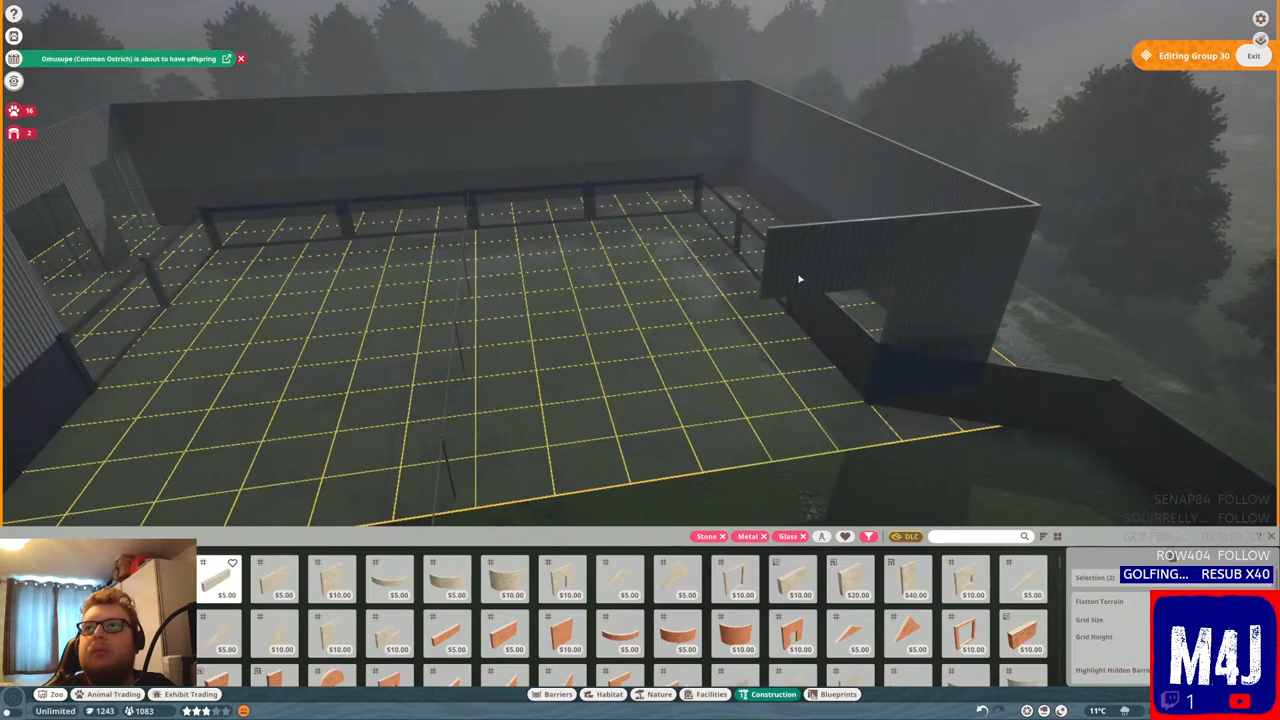 ?
Omusupe (Common Ostrich) is about to have offspring
16
2
Editing Group 30
Exit
SENAP84 FOLLOW
SQUIRRELLY... FOLLOW
ROW404 FOLLOW
GOLFING... RESUB X40
Stone
Metal
Glass
DLC
$5.00 $5.00 $10.00 $5.00 $5.00 $10.00 $10.00 $5.00 $5.00 $10.00 $10.00 $20.00 $40.00 $10.00 $5.00
$5.00 $5.00 $10.00 $10.00 $5.00 $5.00 $10.00 $5.00 $5.00 $10.00 $10.00 $5.00 $5.00 $10.00 $10.00
Selection (2)
Flatten Terrain
Grid Size
Grid Height
Highlight Hidden Barri
M4J
1
Zoo
Animal Trading
Exhibit Trading
Barriers
Habitat
Nature
Facilities
Construction
Blueprints
Unlimited
1243
1083
11°C